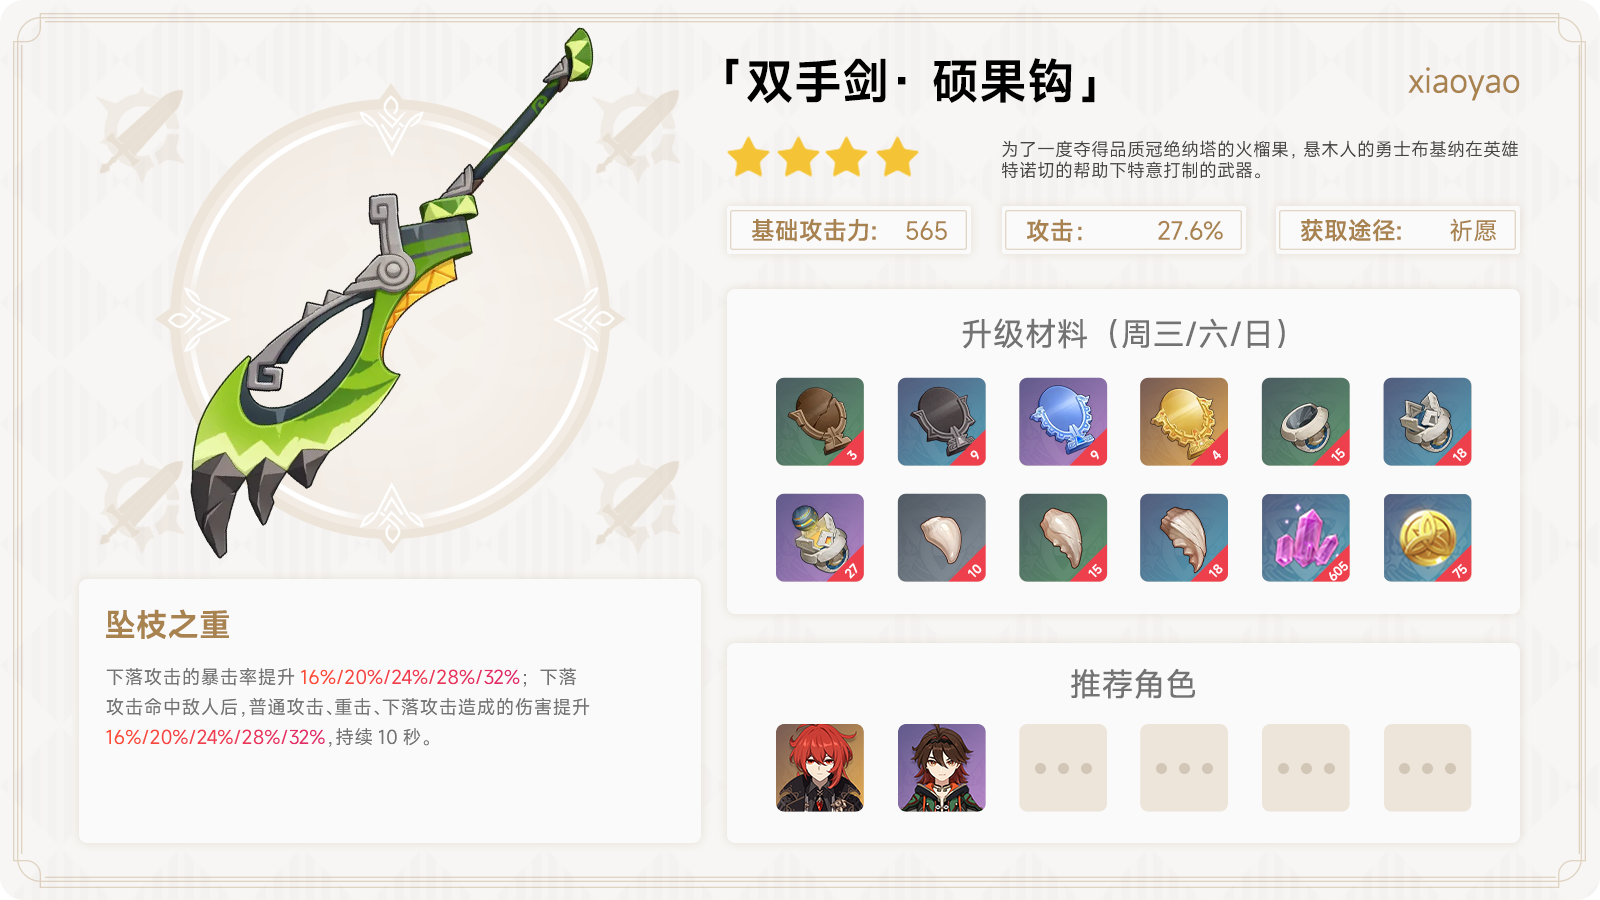 「双手剑· 硕果钩」
xiaoyao
为了一度夺得品质冠绝纳塔的火榴果，悬木人的勇士布基纳在英雄
特诺切的帮助下特意打制的武器。
基础攻击力： 565
攻击： 27.6%
获取途径： 祈愿
升级材料（周三/六/日）
3
9
9
4
15
18
27
10
15
18
605
75
坠枝之重
下落攻击的暴击率提升 16%/20%/24%/28%/32%；下落
攻击命中敌人后，普通攻击、重击、下落攻击造成的伤害提升
16%/20%/24%/28%/32%，持续 10 秒。
推荐角色